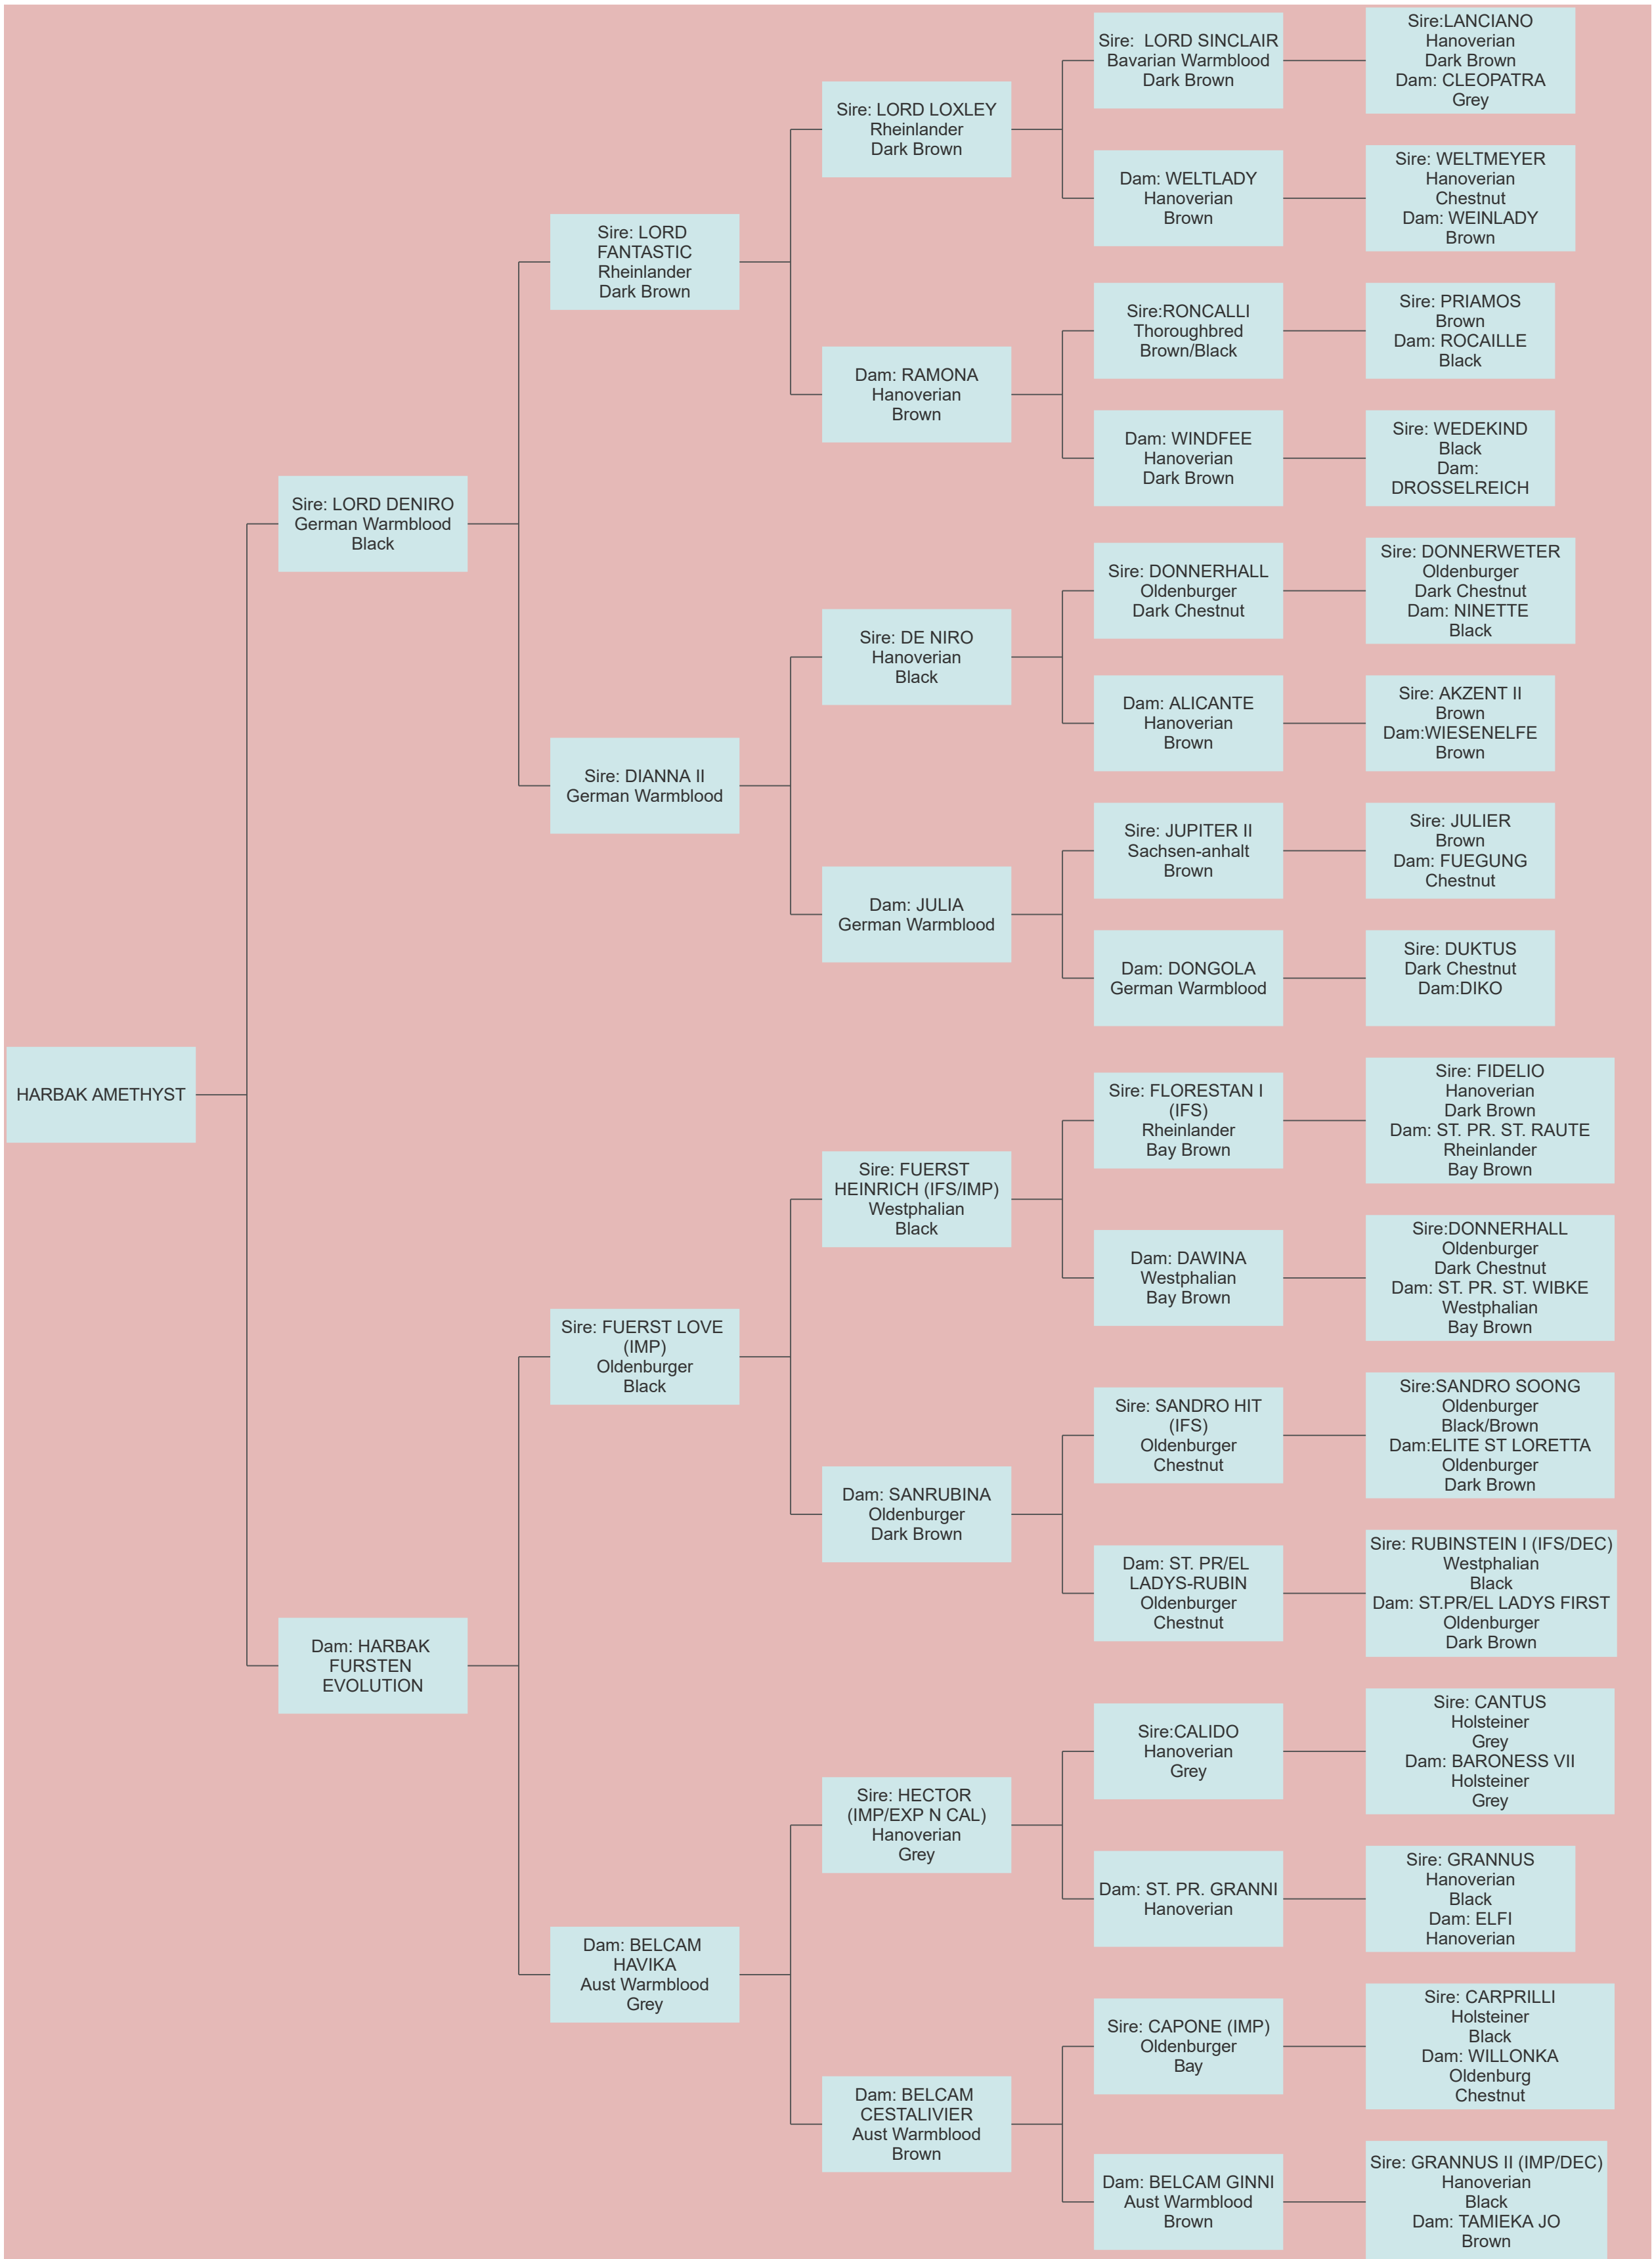 Sire:LANCIANO
Hanoverian
Dark Brown
Dam: CLEOPATRA
Grey
Sire: LORD SINCLAIR
Bavarian Warmblood
Dark Brown
Sire: LORD LOXLEY
Rheinlander
Dark Brown
Sire: WELTMEYER
Hanoverian
Chestnut
Dam: WEINLADY
Brown
Dam: WELTLADY
Hanoverian
Brown
Sire: LORD
FANTASTIC
Rheinlander
Dark Brown
Sire:RONCALLI
Thoroughbred
Brown/Black
Sire: PRIAMOS
Brown
Dam: ROCAILLE
Black
Dam: RAMONA
Hanoverian
Brown
Dam: WINDFEE
Hanoverian
Dark Brown
Sire: WEDEKIND
Black
Dam:
DROSSELREICH
Sire: LORD DENIRO
German Warmblood
Black
Sire: DONNERHALL
Oldenburger
Dark Chestnut
Sire: DONNERWETER
Oldenburger
Dark Chestnut
Dam: NINETTE
Black
Sire: DE NIRO
Hanoverian
Black
Dam: ALICANTE
Hanoverian
Brown
Sire: AKZENT II
Brown
Dam:WIESENELFE
Brown
Sire: DIANNA II
German Warmblood
Sire: JUPITER II
Sachsen-anhalt
Brown
Sire: JULIER
Brown
Dam: FUEGUNG
Chestnut
Dam: JULIA
German Warmblood
Dam: DONGOLA
German Warmblood
Sire: DUKTUS
Dark Chestnut
Dam:DIKO
HARBAK AMETHYST
Sire: FLORESTAN I
(IFS)
Rheinlander
Bay Brown
Sire: FIDELIO
Hanoverian
Dark Brown
Dam: ST. PR. ST. RAUTE
Rheinlander
Bay Brown
Sire: FUERST
HEINRICH (IFS/IMP)
Westphalian
Black
Dam: DAWINA
Westphalian
Bay Brown
Sire:DONNERHALL
Oldenburger
Dark Chestnut
Dam: ST. PR. ST. WIBKE
Westphalian
Bay Brown
Sire: FUERST LOVE
(IMP)
Oldenburger
Black
Sire: SANDRO HIT
(IFS)
Oldenburger
Chestnut
Sire:SANDRO SOONG
Oldenburger
Black/Brown
Dam:ELITE ST LORETTA
Oldenburger
Dark Brown
Dam: SANRUBINA
Oldenburger
Dark Brown
Dam: ST. PR/EL
LADYS-RUBIN
Oldenburger
Chestnut
Sire: RUBINSTEIN I (IFS/DEC)
Westphalian
Black
Dam: ST.PR/EL LADYS FIRST
Oldenburger
Dark Brown
Dam: HARBAK
FURSTEN
EVOLUTION
Sire:CALIDO
Hanoverian
Grey
Sire: CANTUS
Holsteiner
Grey
Dam: BARONESS VII
Holsteiner
Grey
Sire: HECTOR
(IMP/EXP N CAL)
Hanoverian
Grey
Dam: ST. PR. GRANNI
Hanoverian
Sire: GRANNUS
Hanoverian
Black
Dam: ELFI
Hanoverian
Dam: BELCAM
HAVIKA
Aust Warmblood
Grey
Sire: CAPONE (IMP)
Oldenburger
Bay
Sire: CARPRILLI
Holsteiner
Black
Dam: WILLONKA
Oldenburg
Chestnut
Dam: BELCAM
CESTALIVIER
Aust Warmblood
Brown
Dam: BELCAM GINNI
Aust Warmblood
Brown
Sire: GRANNUS II (IMP/DEC)
Hanoverian
Black
Dam: TAMIEKA JO
Brown